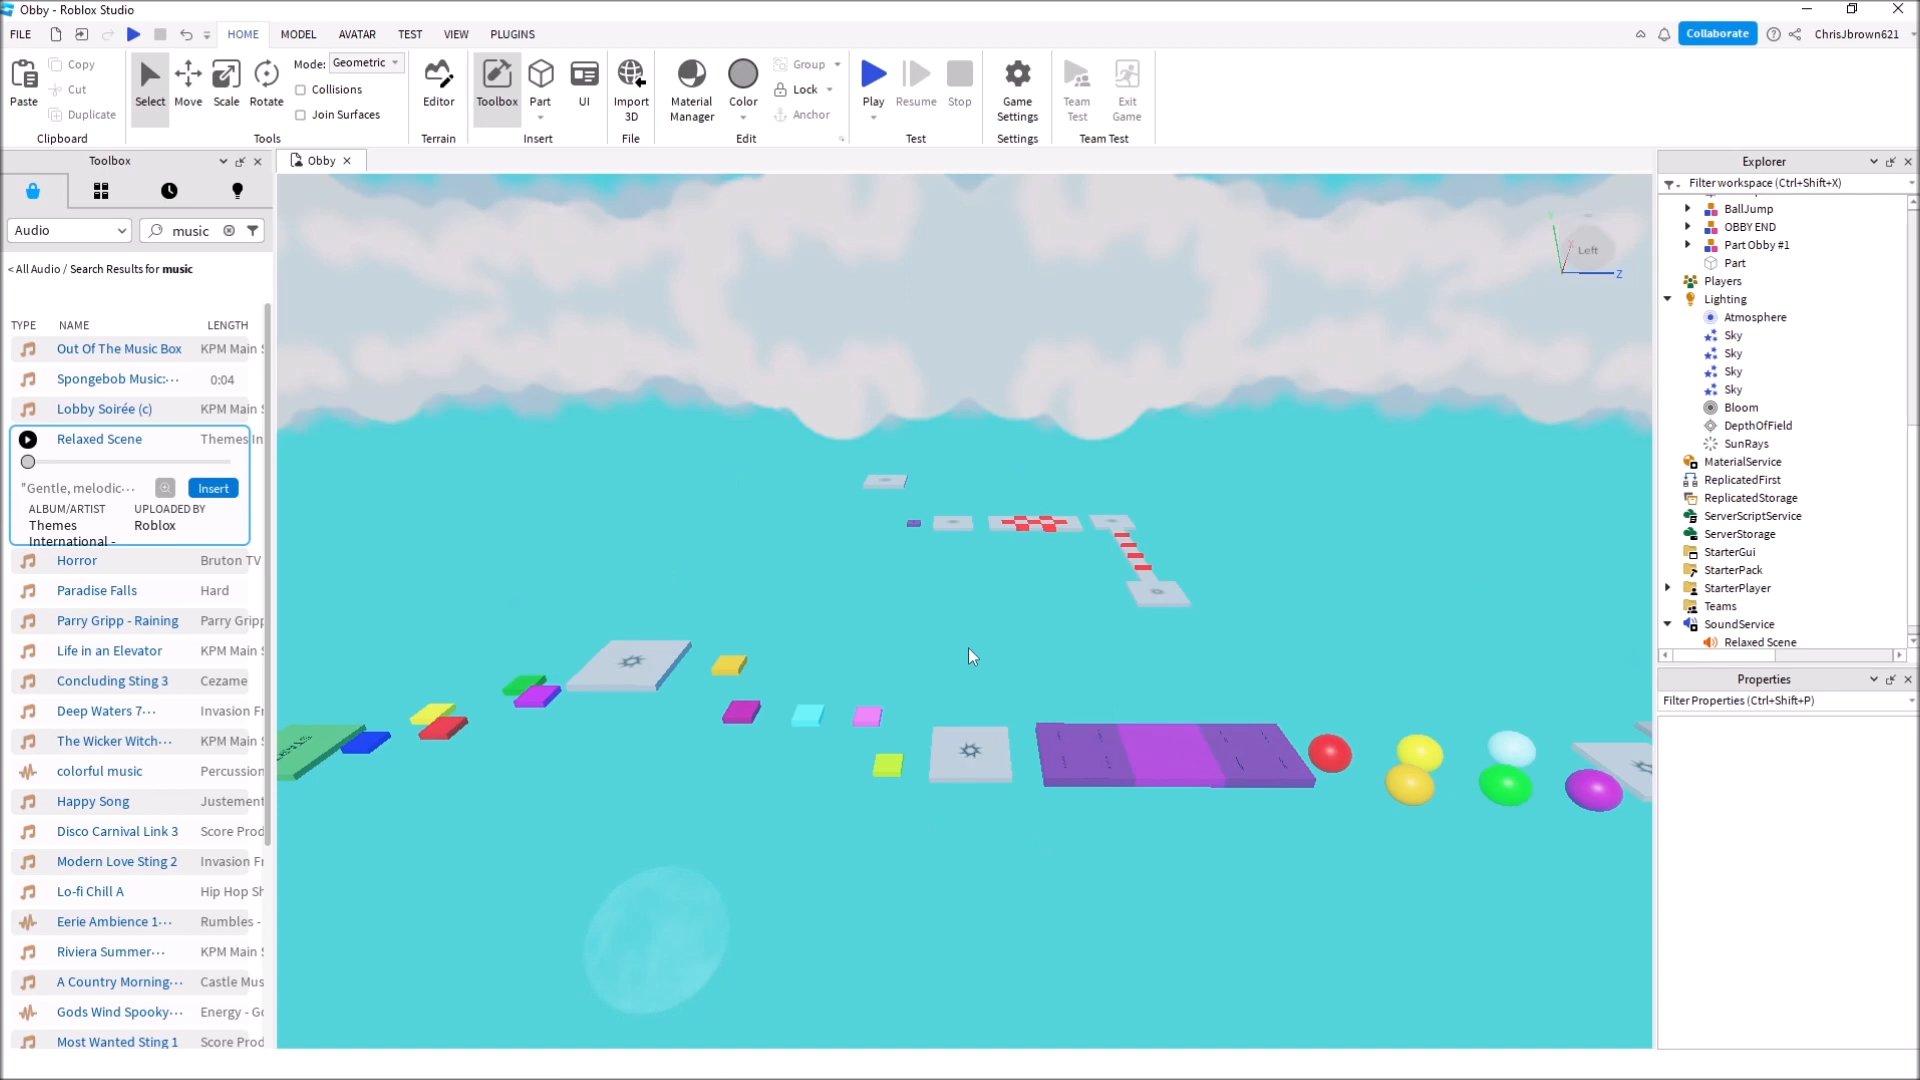 Obby - Roblox Studio
FILE HOME MODEL AVATAR TEST VIEW PLUGINS Collaborate ChrisJbrown621
Paste Copy Cut Duplicate Clipboard
Select Move Scale Rotate Mode: Geometric Collisions Join Surfaces Tools
Editor Terrain
Toolbox Part UI Insert
Import 3D File
Material Manager Color Group Lock Anchor Edit
Play Resume Stop Test
Game Settings Settings
Team Test Exit Game Team Test
Toolbox
Audio music
< All Audio / Search Results for music
TYPE NAME LENGTH
Out Of The Music Box KPM Main
Spongebob Music:··· 0:04
Lobby Soirée (c) KPM Main
Relaxed Scene Themes In
"Gentle, melodic··· Insert
ALBUM/ARTIST UPLOADED BY
Themes Roblox
International -
Horror Bruton TV
Paradise Falls Hard
Parry Gripp - Raining Parry Gripp
Life in an Elevator KPM Main
Concluding Sting 3 Cezame
Deep Waters 7··· Invasion Fr
The Wicker Witch··· KPM Main
colorful music Percussion
Happy Song Justement
Disco Carnival Link 3 Score Prod
Modern Love Sting 2 Invasion Fr
Lo-fi Chill A Hip Hop Sh
Eerie Ambience 1··· Rumbles -
Riviera Summer··· KPM Main
A Country Morning··· Castle Mus
Gods Wind Spooky··· Energy - Go
Most Wanted Sting 1 Score Prod
Obby
Left
Y
X
Z
START
Explorer
Filter workspace (Ctrl+Shift+X)
BallJump
OBBY END
Part Obby #1
Part
Players
Lighting
Atmosphere
Sky
Sky
Sky
Sky
Bloom
DepthOfField
SunRays
MaterialService
ReplicatedFirst
ReplicatedStorage
ServerScriptService
ServerStorage
StarterGui
StarterPack
StarterPlayer
Teams
SoundService
Relaxed Scene
Properties
Filter Properties (Ctrl+Shift+P)